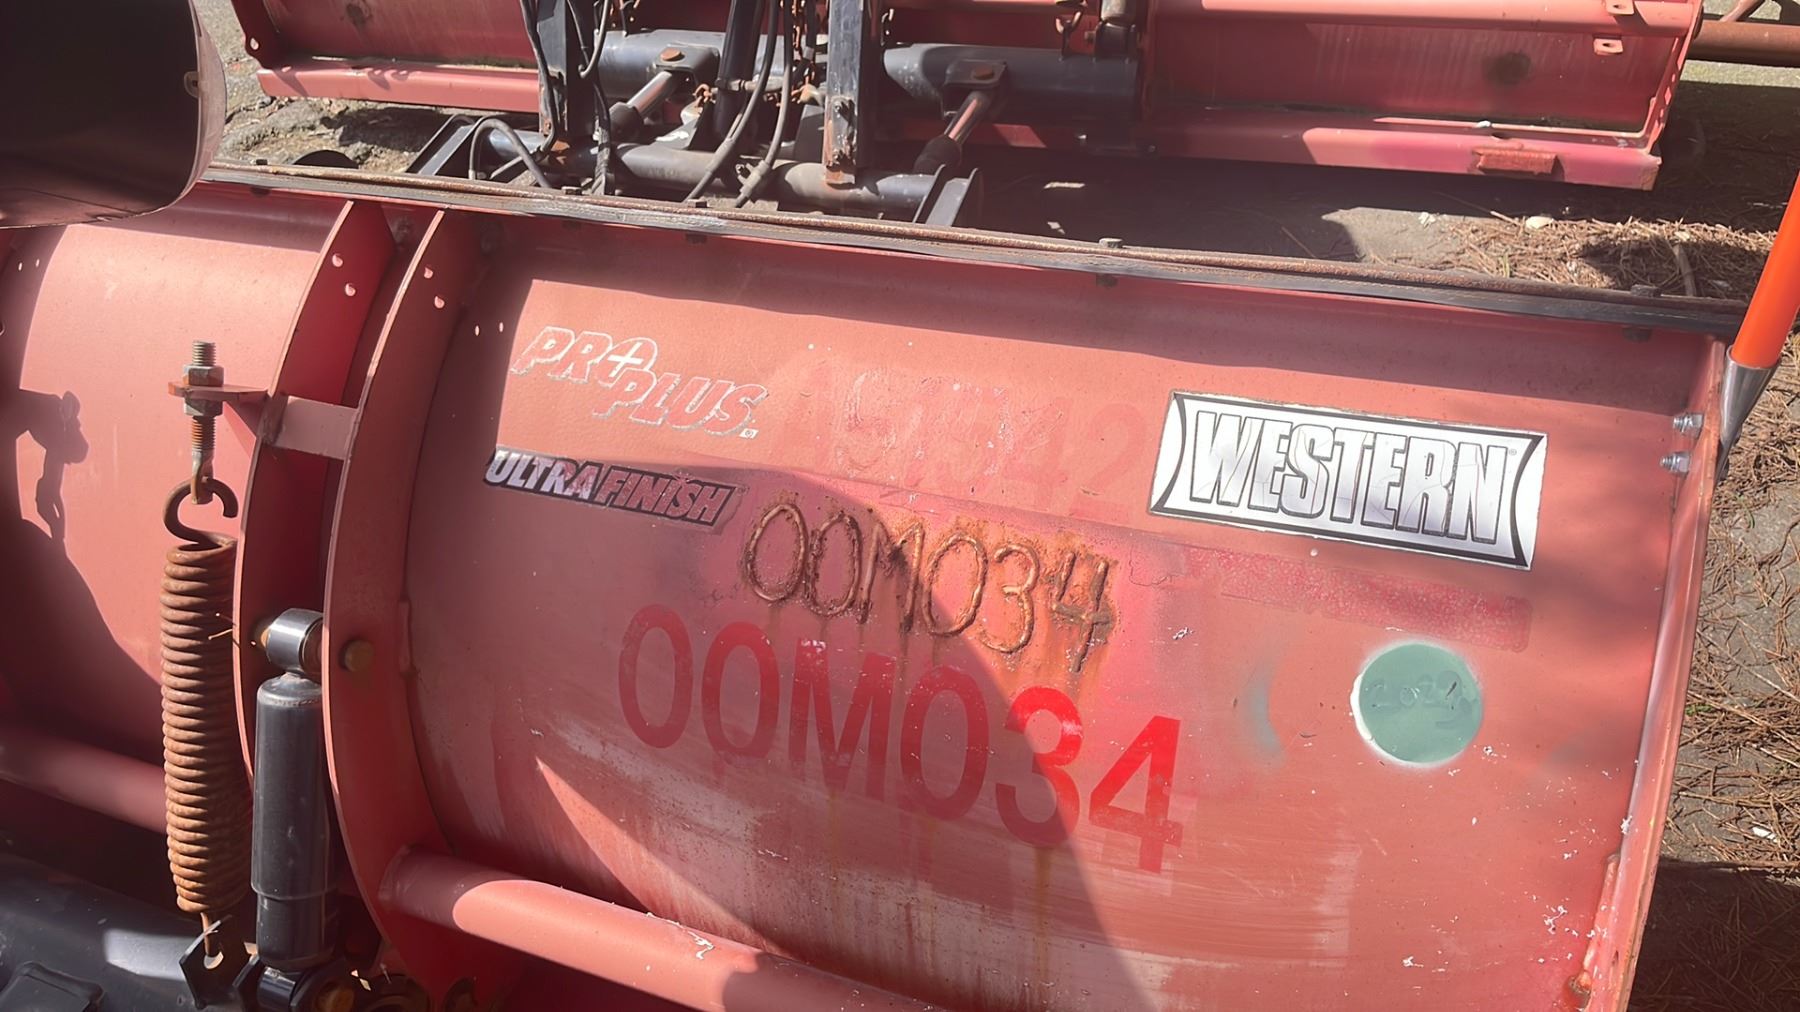 PRO PLUS®
ULTRA FINISH
WESTERN®
00M034
00M034